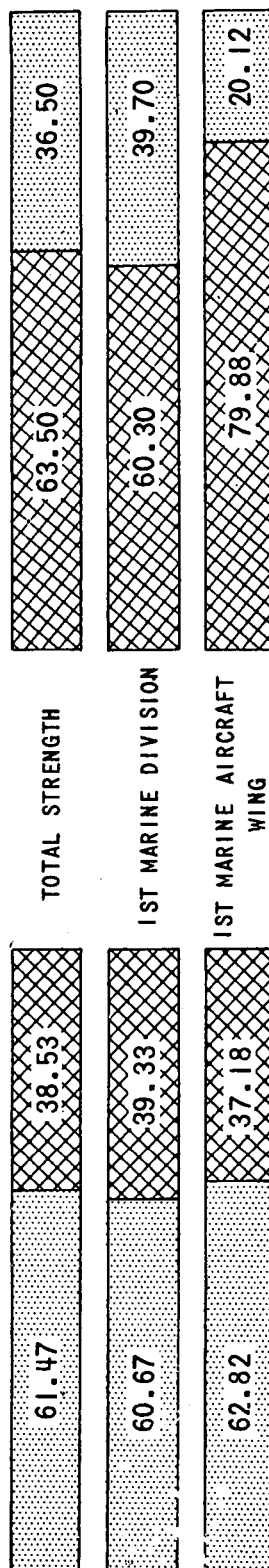 61.47 38.53 TOTAL STRENGTH 63.50 36.50
60.67 39.33 1ST MARINE DIVISION 60.30 39.70
62.82 37.18 1ST MARINE AIRCRAFT
WING 79.88 20.12